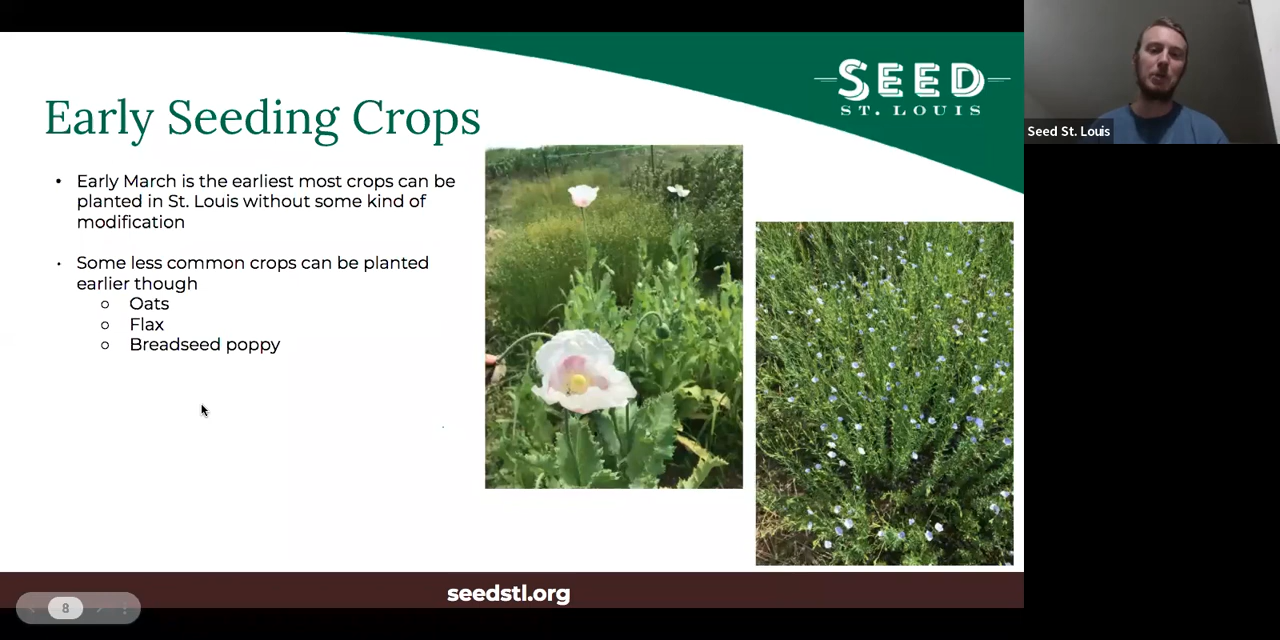 SEED
ST. LOUIS
Seed St. Louis
Early Seeding Crops
• Early March is the earliest most crops can be
planted in St. Louis without some kind of
modification
• Some less common crops can be planted
earlier though
○ Oats
○ Flax
○ Breadseed poppy
seedstl.org
8